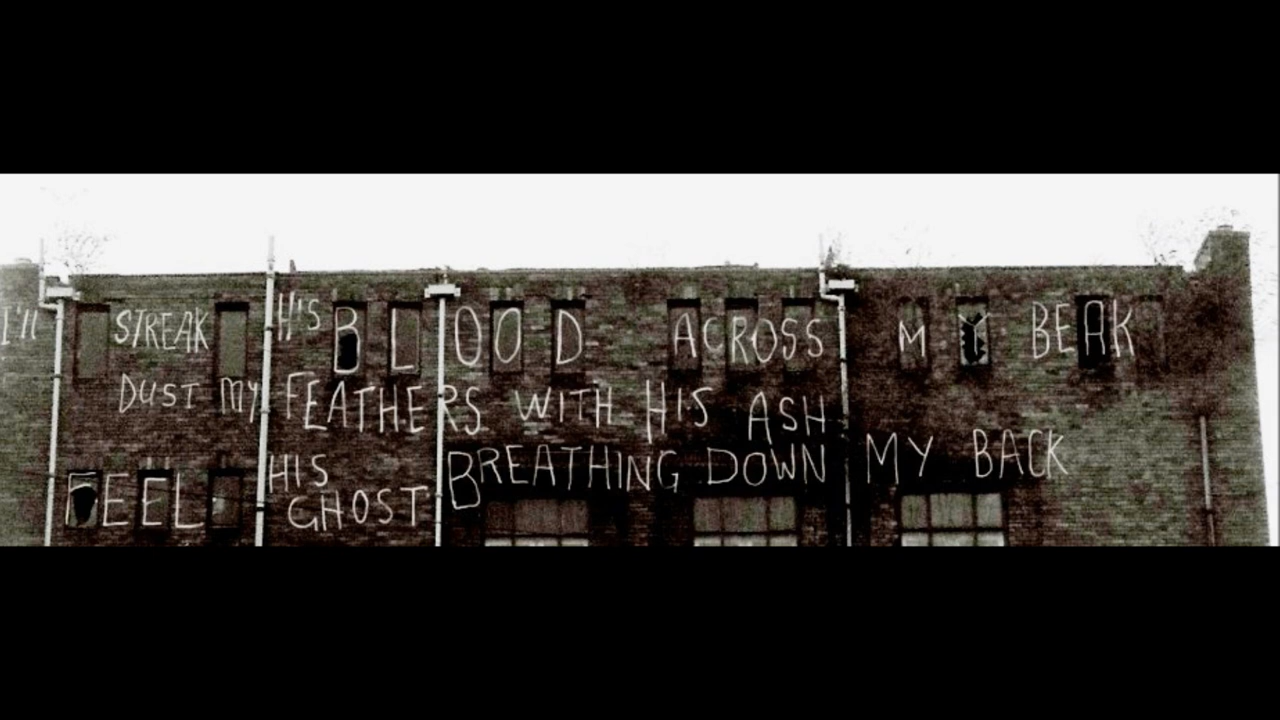 I'll STREAK HIS BLOOD ACROSS MY BEAK
DUST MY FEATHERS WITH HIS ASH
FEEL HIS GHOST BREATHING DOWN MY BACK